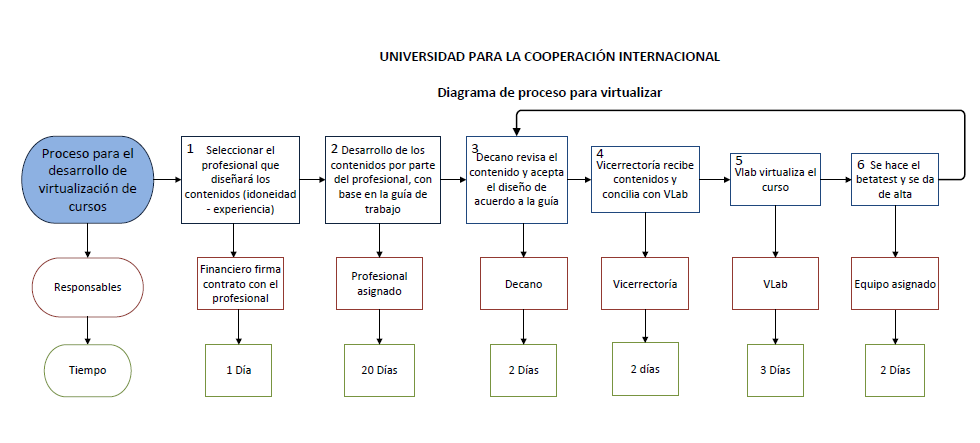 UNIVERSIDAD PARA LA COOPERACIÓN INTERNACIONAL
Diagrama de proceso para virtualizar
Proceso para el
desarrollo de
virtualización de
cursos
1
Seleccionar el
profesional que
diseñará los
contenidos (idoneidad
- experiencia)
2 Desarrollo de los
contenidos por parte
del profesional, con
base en la guía de
trabajo
3
Decano revisa el
contenido y acepta
el diseño de
acuerdo a la guía
4
Vicerrectoría recibe
contenidos y
concilia con VLab
5
Vlab virtualiza el
curso
6 Se hace el
betatest y se da
de alta
Responsables
Financiero firma
contrato con el
profesional
Profesional
asignado
Decano
Vicerrectoría
VLab
Equipo asignado
Tiempo
1 Día
20 Días
2 Días
2 días
3 Días
2 Días